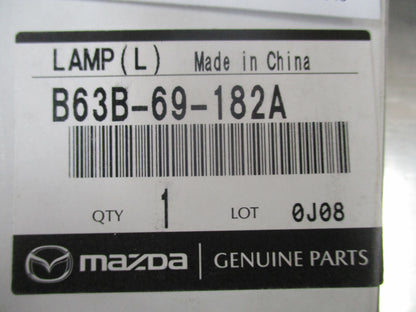 LAMP(L) Made in China
B63B-69-182A
QTY 1 LOT 0J08
mazda GENUINE PARTS